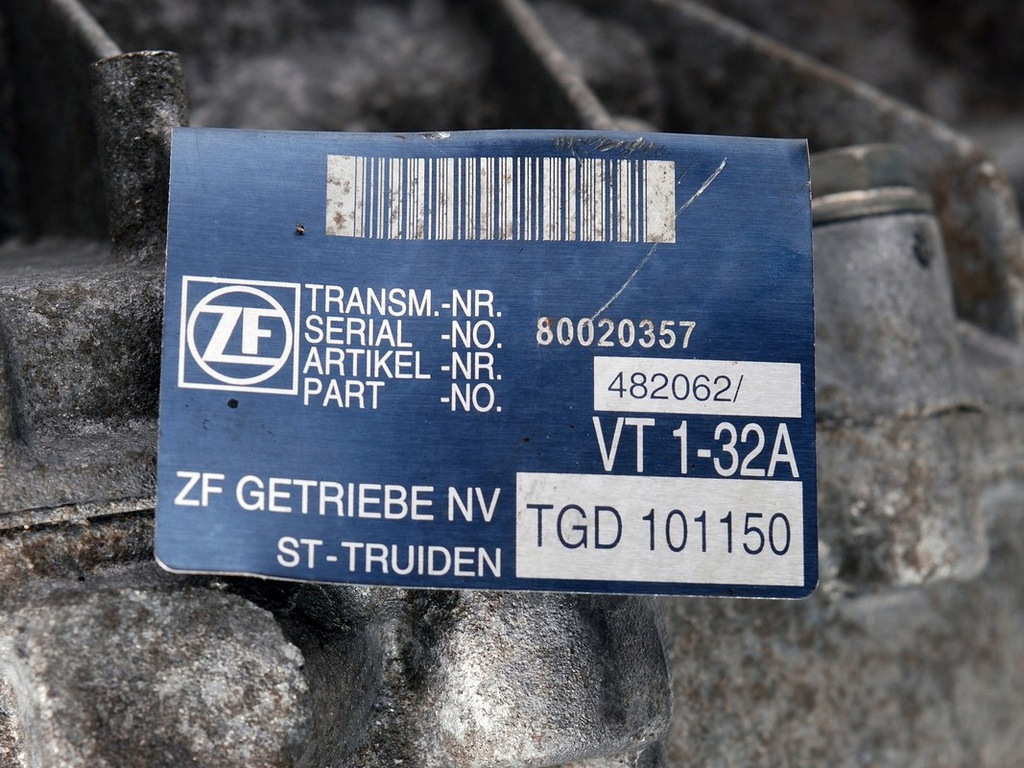 ZF
TRANSM.-NR.
SERIAL -NO. 80020357
ARTIKEL -NR.
PART -NO. 482062/
VT 1-32A
ZF GETRIEBE NV
TGD 101150
ST-TRUIDEN